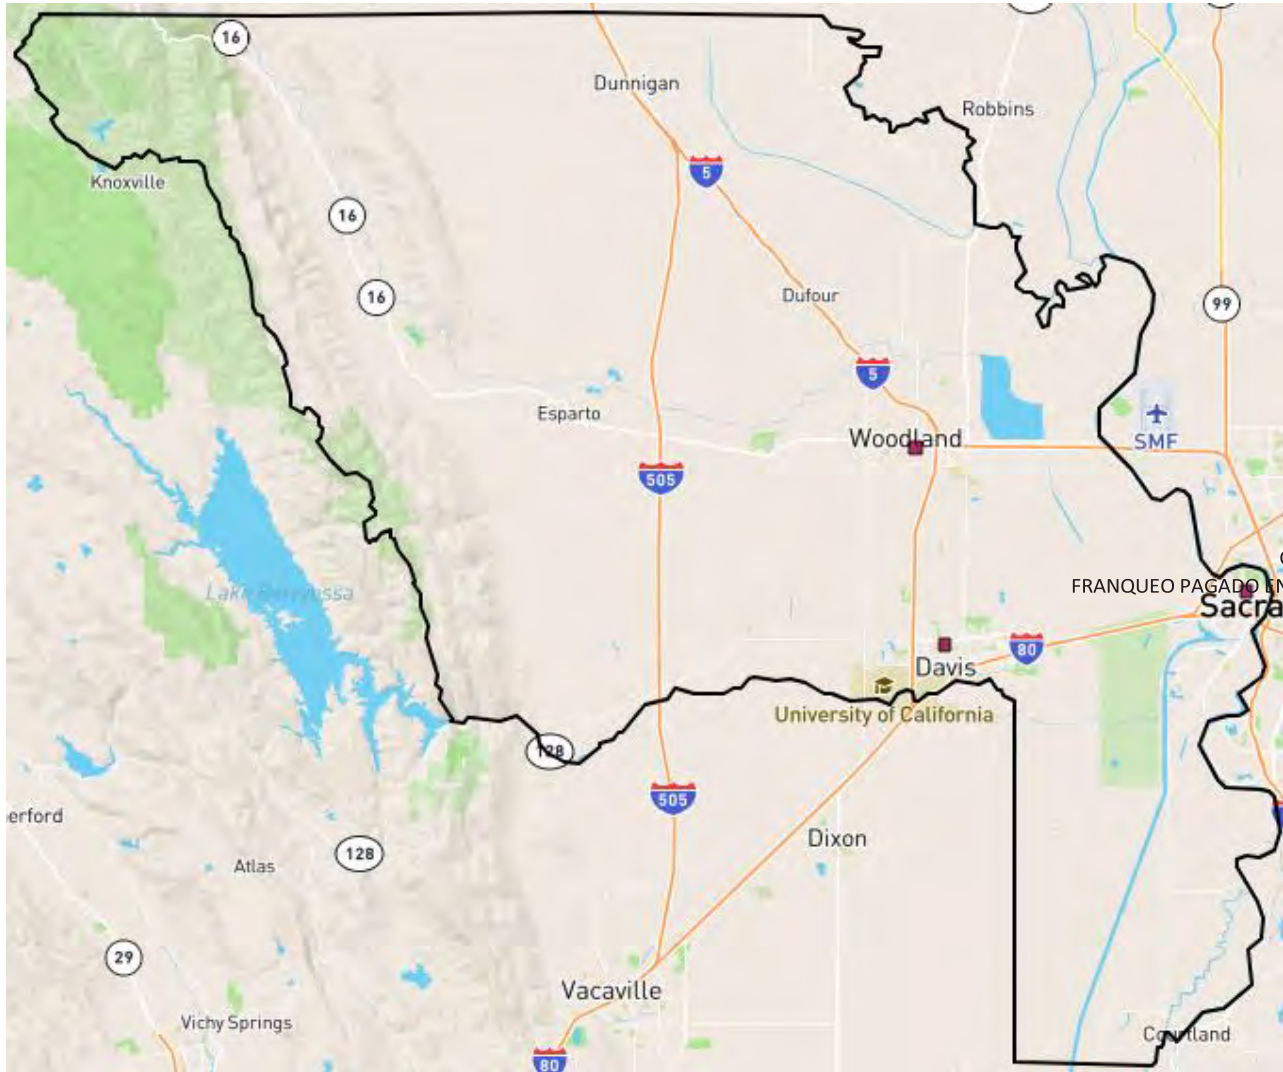 16
Dunnigan
Robbins
5
Knoxville
16
16
Dufour
99
5
Esparto
Woodland
SMF
505
FRANQUEO PAGADO EN
Lake Berryessa
Sacra
Davis
80
University of California
128
505
erford
Dixon
Atlas
128
29
Vacaville
Vichy Springs
Courtland
80